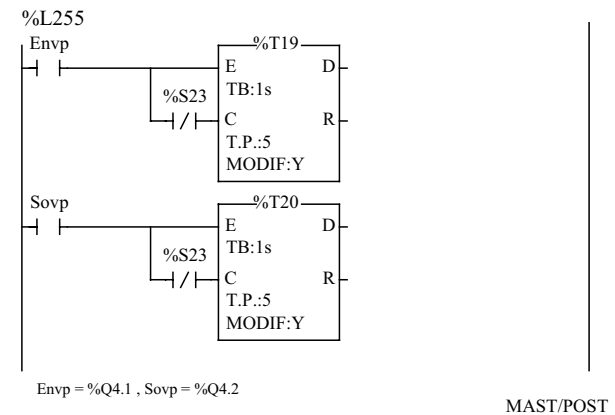 %L255
Envp
%T19
E D
TB:1s
%S23
C R
T.P.:5
MODIF:Y
Sovp
%T20
E D
TB:1s
%S23
C R
T.P.:5
MODIF:Y
Envp = %Q4.1 , Sovp = %Q4.2
MAST/POST